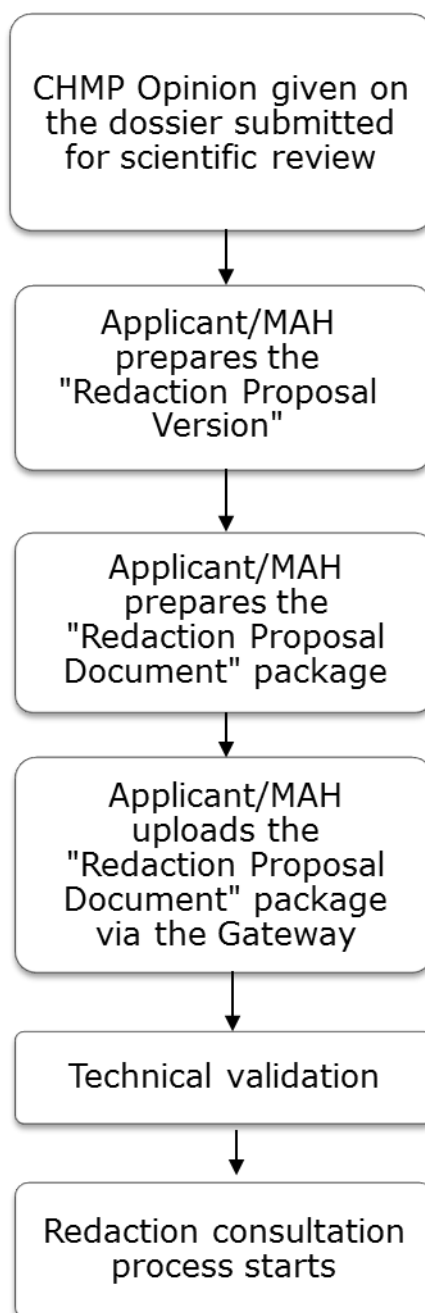 CHMP Opinion given on
the dossier submitted
for scientific review
Applicant/MAH
prepares the
"Redaction Proposal
Version"
Applicant/MAH
prepares the
"Redaction Proposal
Document" package
Applicant/MAH
uploads the
"Redaction Proposal
Document" package
via the Gateway
Technical validation
Redaction consultation
process starts